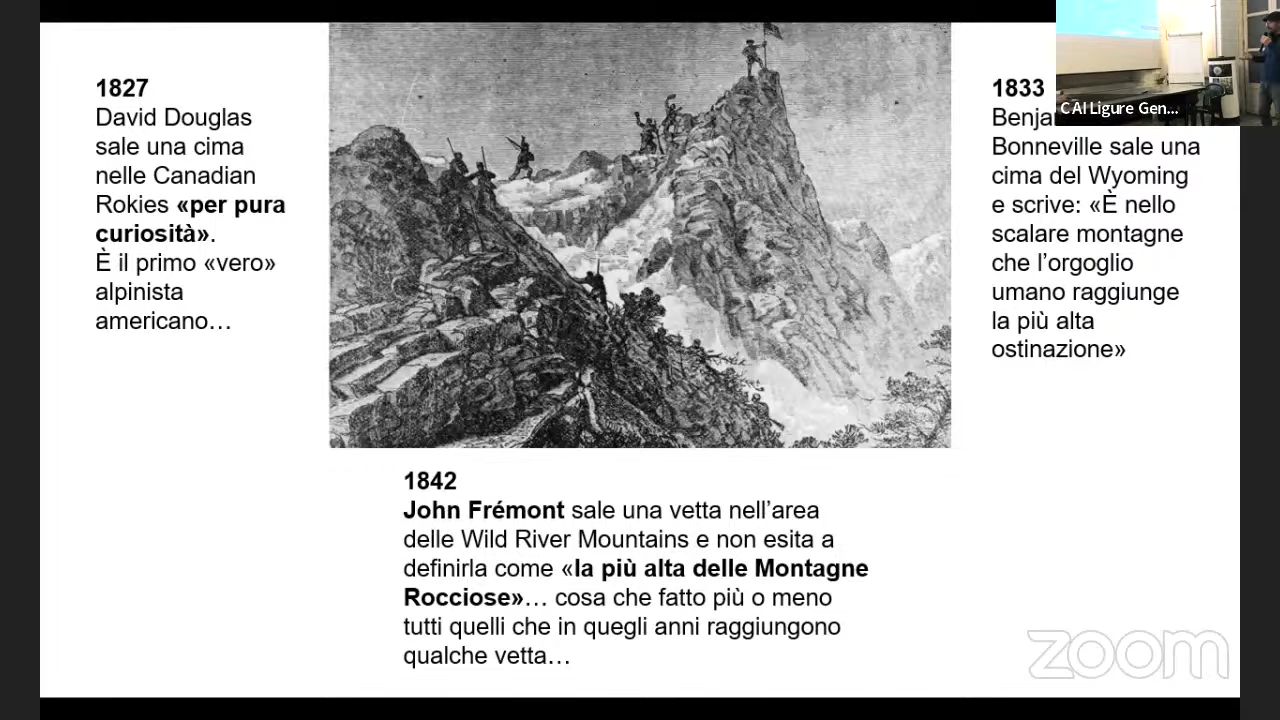 1827
David Douglas
sale una cima
nelle Canadian
Rokies «per pura
curiosità».
È il primo «vero»
alpinista
americano…
1833
Bonneville sale una
cima del Wyoming
e scrive: «È nello
scalare montagne
che l’orgoglio
umano raggiunge
la più alta
ostinazione»
CAI Ligure Gen...
1842
John Frémont sale una vetta nell’area
delle Wild River Mountains e non esita a
definirla come «la più alta delle Montagne
Rocciose»… cosa che fatto più o meno
tutti quelli che in quegli anni raggiungono
qualche vetta…
zoom